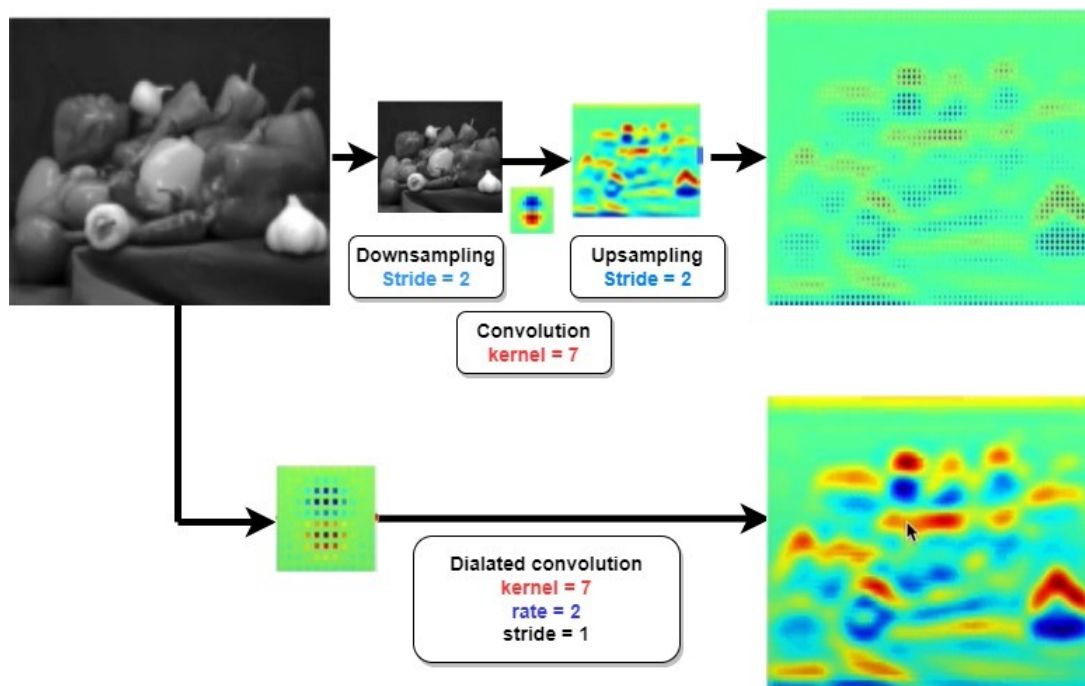 Downsampling
Stride = 2
Upsampling
Stride = 2
Convolution
kernel = 7
Dialated convolution
kernel = 7
rate = 2
stride = 1